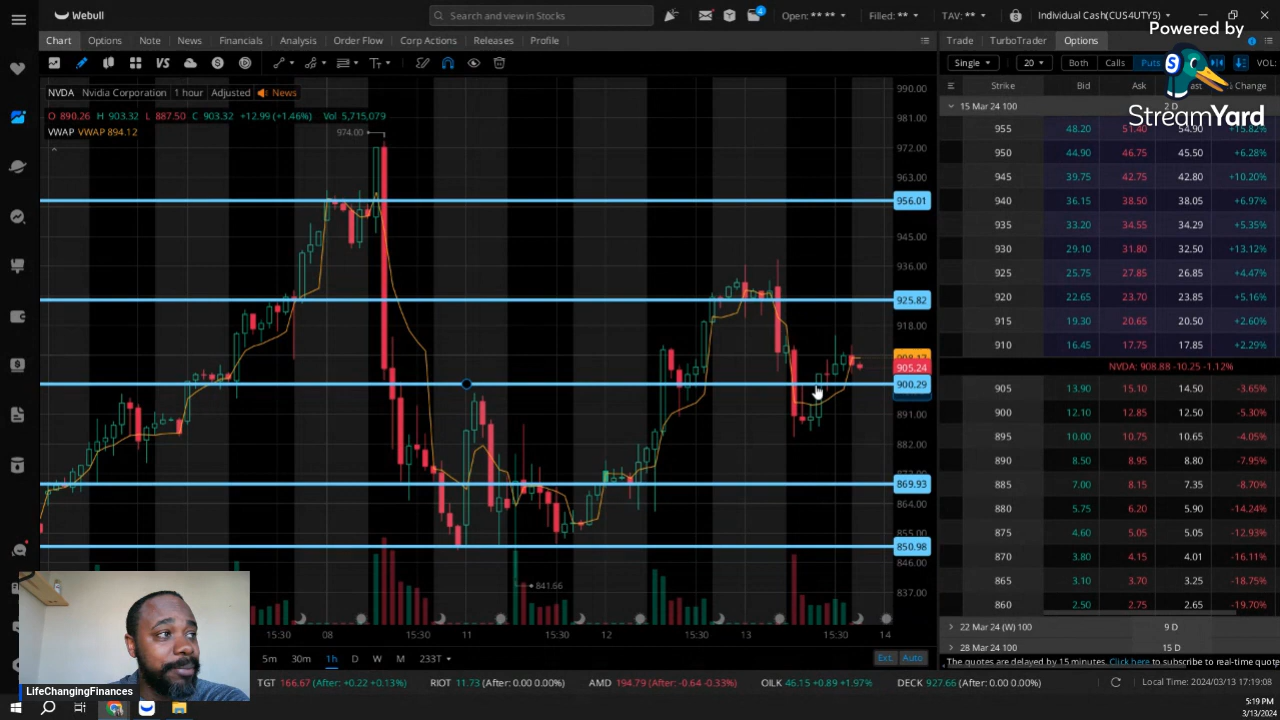 Webull
Search and view in Stocks
4
Open: ** **
Filled: **
TAV: **
Individual Cash(CUS4UTY5)
Powered by
StreamYard
Chart
Options
Note
News
Financials
Analysis
Order Flow
Corp Actions
Releases
Profile
Trade
TurboTrader
Options
VS
Single
20
Both
Calls
Puts
VOL:
NVDA Nvidia Corporation 1 hour Adjusted News
O 890.26 H 903.32 L 887.50 C 903.32 +12.99 (+1.46%) Vol 5,715,079
VWAP VWAP 894.12
974.00
841.66
990.00
981.00
972.00
963.00
956.01
945.00
936.00
925.82
918.00
908.17
905.24
900.29
891.00
882.00
869.93
864.00
855.00
850.98
846.00
837.00
Strike Bid Ask % Change
15 Mar 24 100 2 D
955 48.20 51.40 54.90 +15.82%
950 44.90 46.75 45.50 +6.28%
945 39.75 42.75 42.80 +10.20%
940 36.15 38.50 38.05 +6.97%
935 33.20 34.55 34.29 +5.35%
930 29.10 31.80 32.50 +13.12%
925 25.75 27.85 26.85 +4.47%
920 22.65 23.70 23.85 +5.16%
915 19.30 20.65 20.50 +2.60%
910 16.45 17.75 17.85 +2.29%
NVDA: 908.88 -10.25 -1.12%
905 13.90 15.10 14.50 -3.65%
900 12.10 12.85 12.50 -5.30%
895 10.00 10.75 10.65 -4.05%
890 8.50 8.95 8.80 -7.95%
885 7.00 8.15 7.35 -8.70%
880 5.75 6.20 5.90 -14.24%
875 4.60 5.05 5.05 -12.93%
870 3.80 4.15 4.01 -16.11%
865 3.10 3.70 3.25 -18.75%
860 2.50 2.75 2.65 -19.70%
22 Mar 24 (W) 100 9 D
28 Mar 24 100 15 D
The quotes are delayed by 15 minutes. Click here to subscribe to real-time quote
15:30 08 15:30 11 15:30 12 15:30 13 15:30 14
5m 30m 1h D W M 233T
Ext. Auto
TGT 166.67 (After: +0.22 +0.13%) RIOT 11.73 (After: 0.00 0.00%) AMD 194.79 (After: -0.64 -0.33%) OILK 46.15 +0.89 +1.97% DECK 927.66 (After: 0.00 0.00%)
Local Time: 2024/03/13 17:19:08
LifeChangingFinances
5:19 PM
3/13/2024